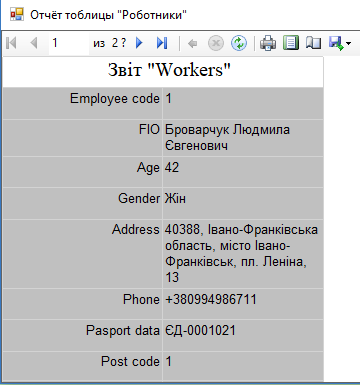 Отчёт тоблицы "Роботники"
1 из 2 ?
Звіт "Workers"
Employee code 1
FIO Броварчук Людмила
Євгенович
Age 42
Gender Жін
Address 40388, Івано-Франківська
область, місто Івано-
Франківськ, пл. Леніна,
13
Phone +380994986711
Pasport data ЄД-0001021
Post code 1